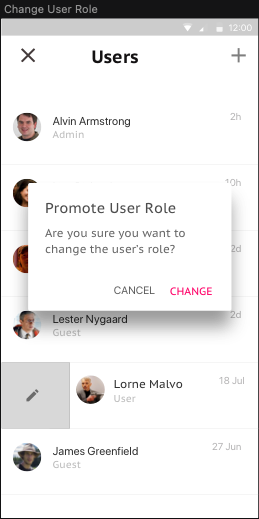 Change User Role
12:00
Users
Alvin Armstrong
2h
Admin
10h
Promote User Role
Are you sure you want to
change the user's role?
2d
CANCEL
CHANGE
Lester Nygaard
2d
Guest
Lorne Malvo
18 Jul
User
James Greenfield
27 Jun
Guest